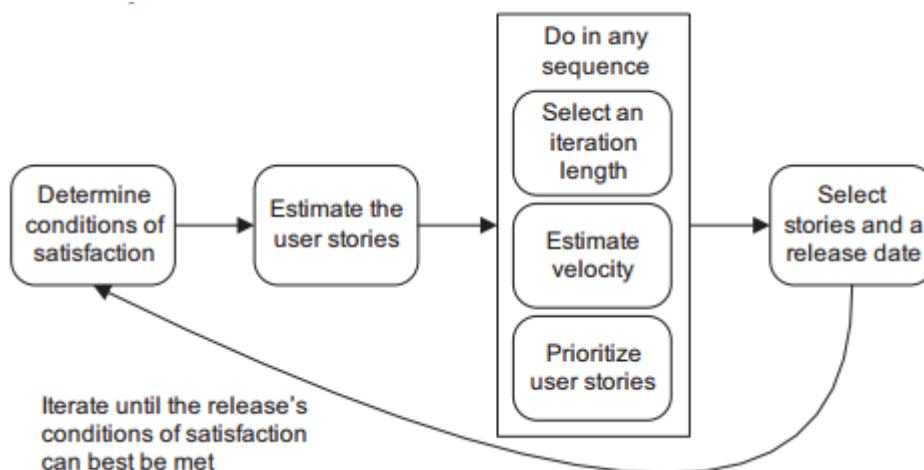 Determine
conditions of
satisfaction
Estimate the
user stories
Do in any
sequence
Select an
iteration
length
Estimate
velocity
Prioritize
user stories
Select
stories and a
release date
Iterate until the release's
conditions of satisfaction
can best be met